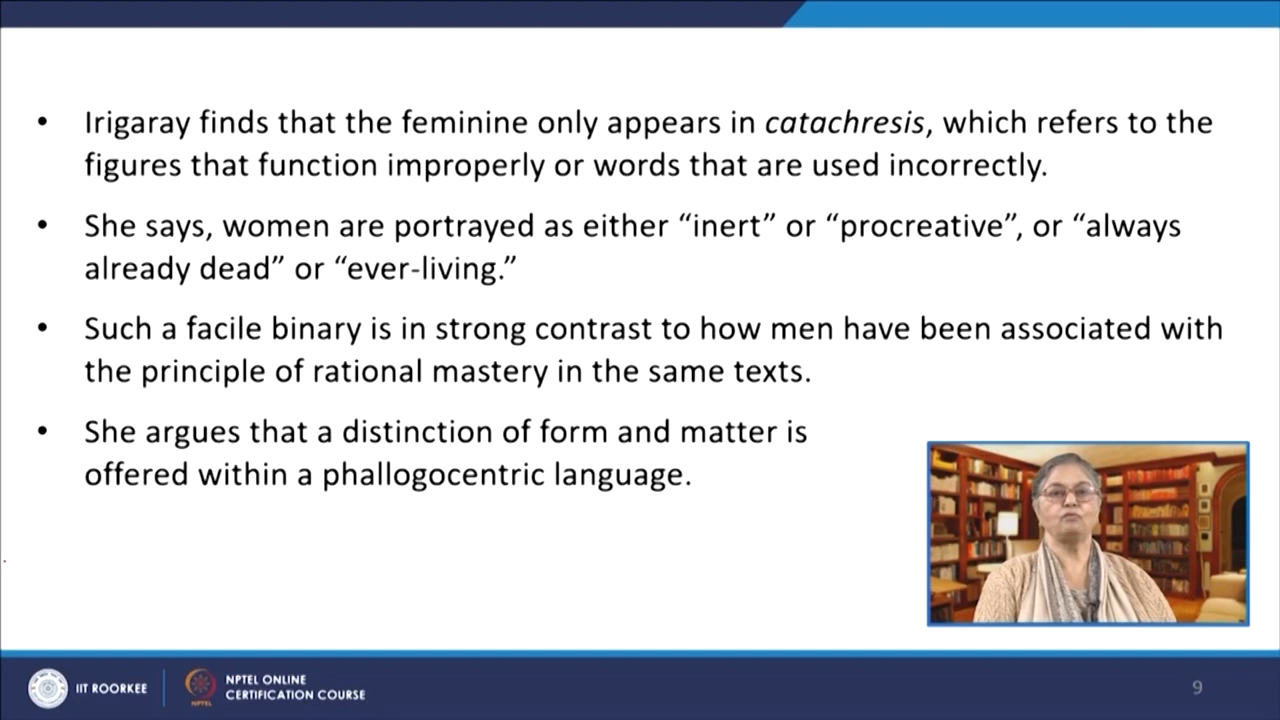 • Irigaray finds that the feminine only appears in catachresis, which refers to the
figures that function improperly or words that are used incorrectly.
• She says, women are portrayed as either “inert” or “procreative”, or “always
already dead” or “ever-living.”
• Such a facile binary is in strong contrast to how men have been associated with
the principle of rational mastery in the same texts.
• She argues that a distinction of form and matter is
offered within a phallogocentric language.
IIT ROORKEE
NPTEL
NPTEL ONLINE
CERTIFICATION COURSE
9